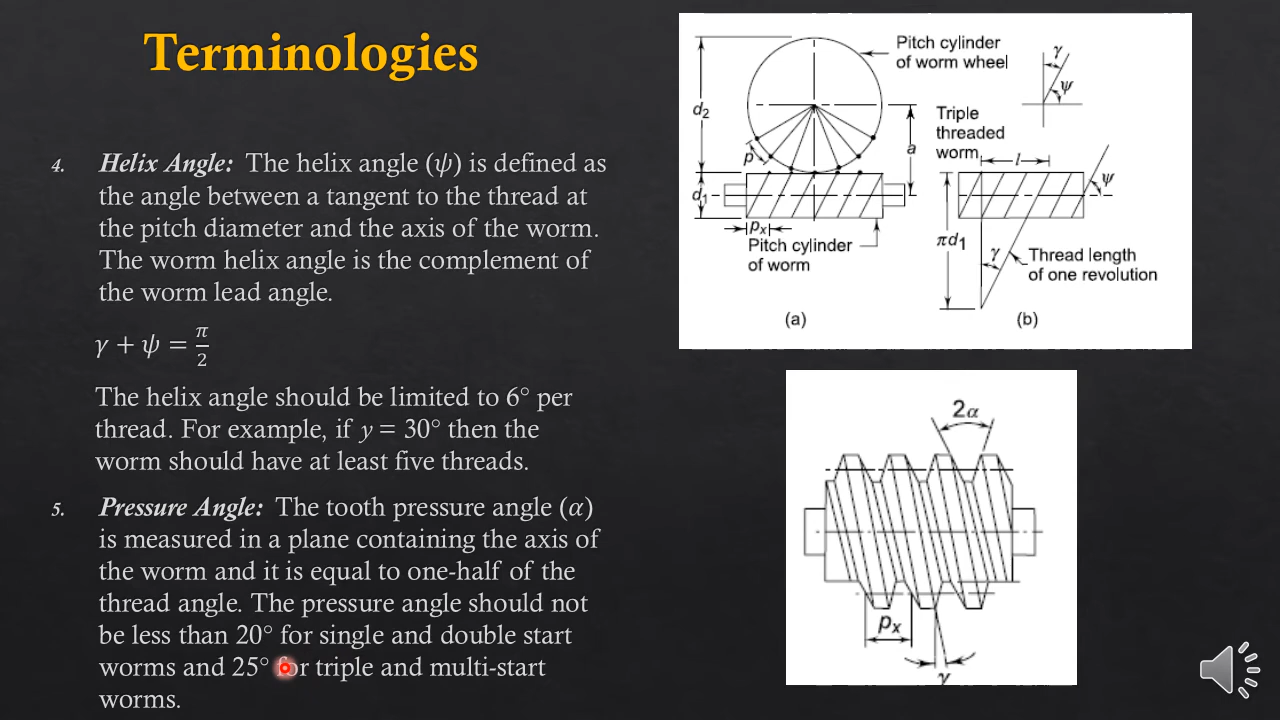 Terminologies
4. Helix Angle: The helix angle (ψ) is defined as
the angle between a tangent to the thread at
the pitch diameter and the axis of the worm.
The worm helix angle is the complement of
the worm lead angle.
γ + ψ = π/2
The helix angle should be limited to 6° per
thread. For example, if y = 30° then the
worm should have at least five threads.
5. Pressure Angle: The tooth pressure angle (α)
is measured in a plane containing the axis of
the worm and it is equal to one-half of the
thread angle. The pressure angle should not
be less than 20° for single and double start
worms and 25° for triple and multi-start
worms.
Pitch cylinder
of worm wheel
d2
p
a
d1
px
Pitch cylinder
of worm
(a)
γ
ψ
Triple
threaded
worm
l
ψ
πd1
γ
Thread length
of one revolution
(b)
2α
px
γ